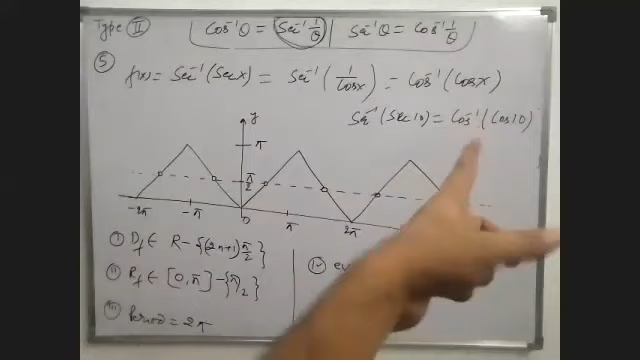 Type II
Cos⁻¹θ = Sec⁻¹ 1/θ | Sec⁻¹θ = Cos⁻¹ 1/θ
⑤ f(x) = Sec⁻¹(Secx) = Sec⁻¹(1/Cosx) = Cos⁻¹(Cosx)
Sec⁻¹(Sec10) = Cos⁻¹(Cos10)
y
π
π/2
-2π -π 0 π 2π
ⓘ Df ∈ R - {(2n+1)π/2}
ⓘⓘ Rf ∈ [0,π] - {π/2}
ⓘⓘⓘ Period = 2π
ⓘⓥ